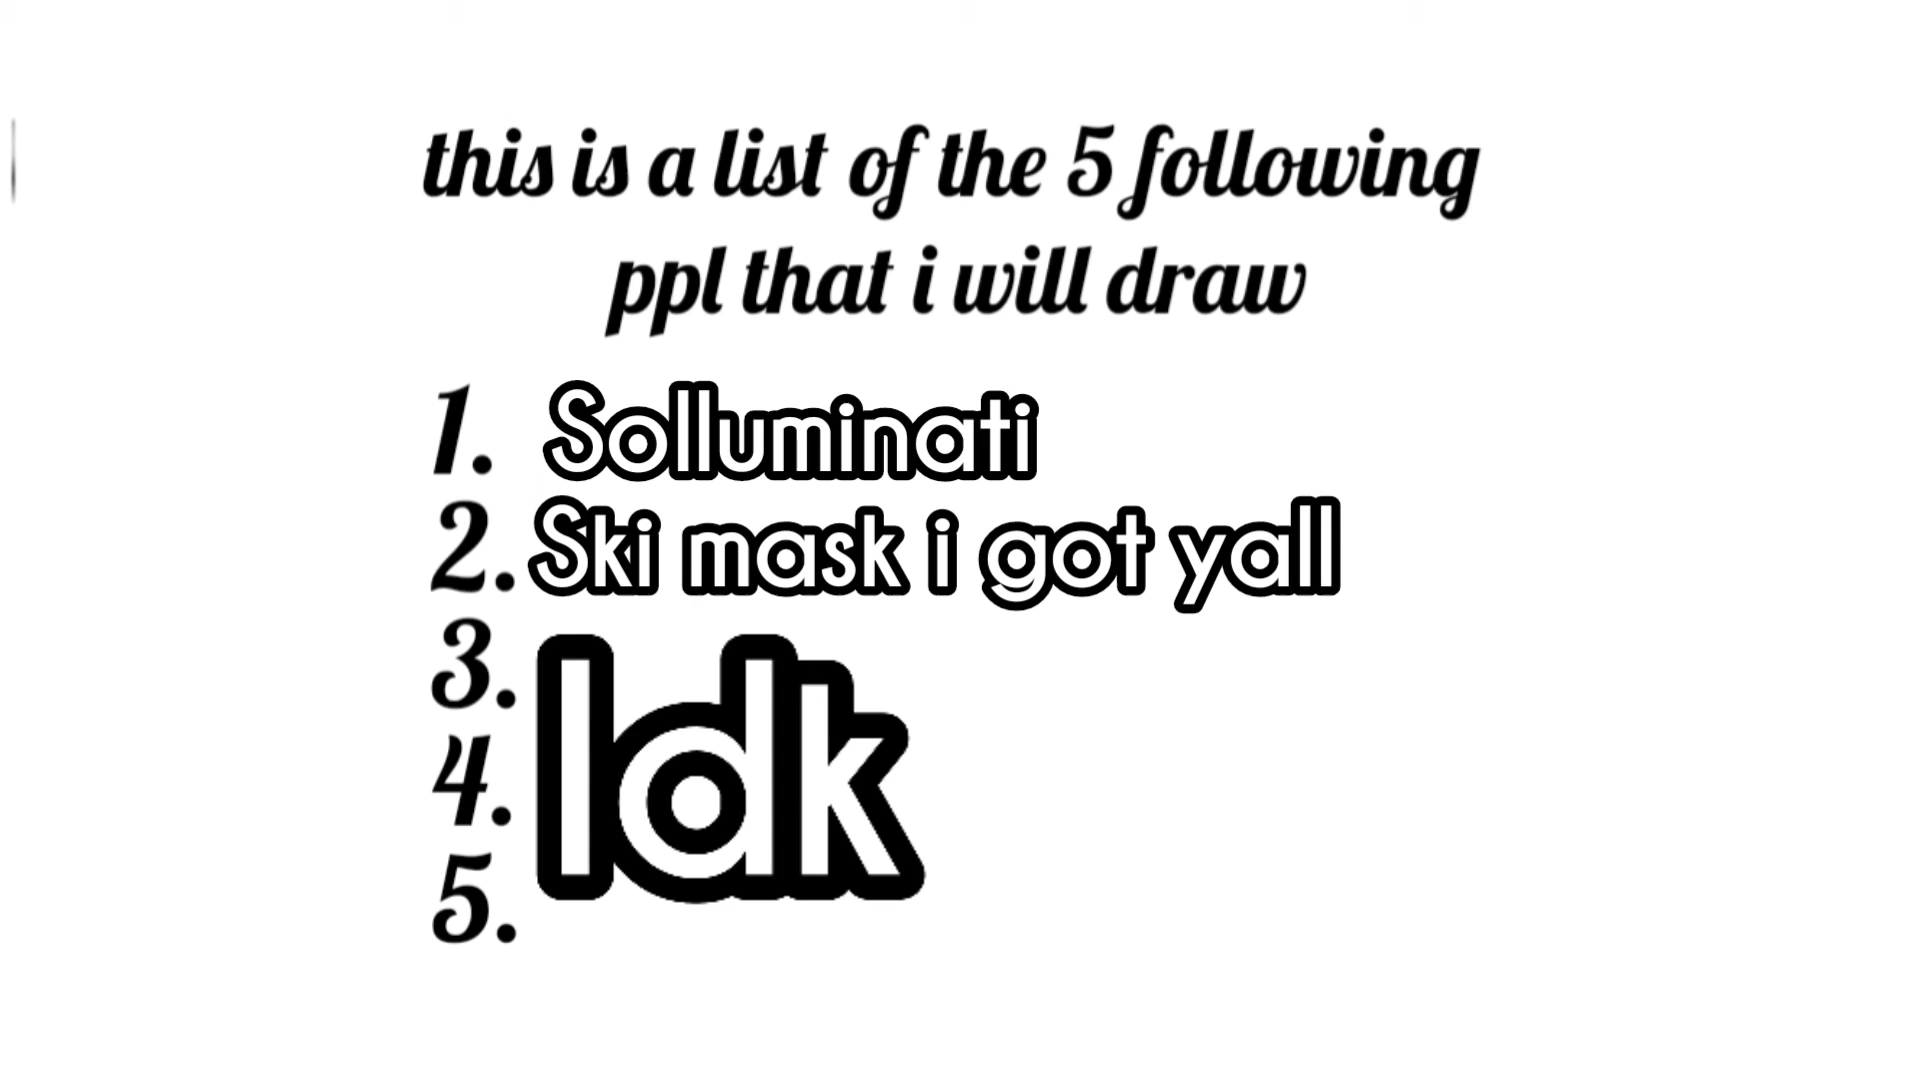 this is a list of the 5 following
ppl that i will draw
1. Solluminati
2. Ski mask i got yall
3.
4. Idk
5.